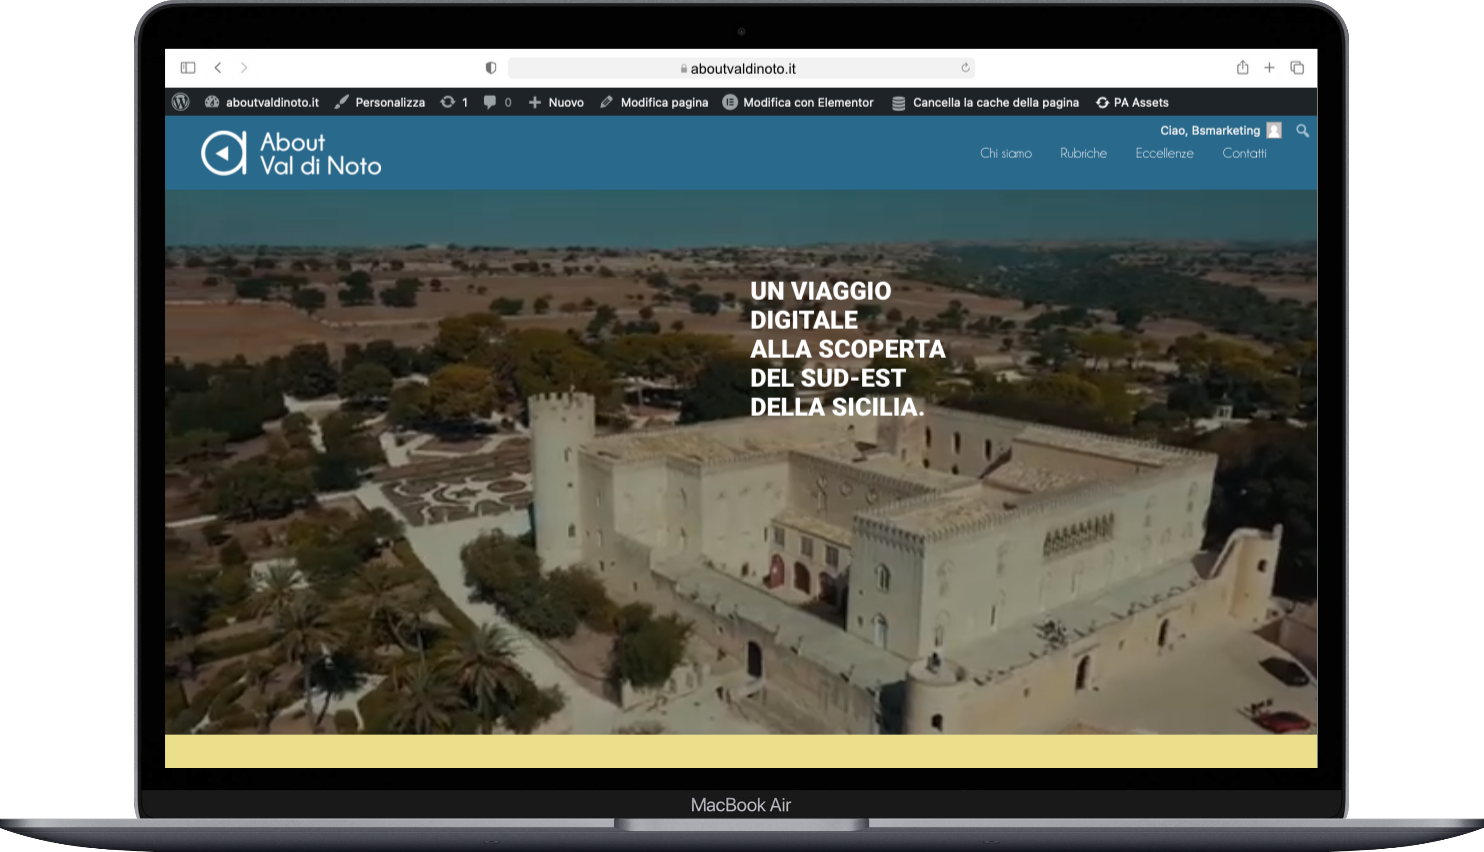 aboutvaldinoto.it
aboutvaldinoto.it Personalizza 1 0 Nuovo Modifica pagina Modifica con Elementor Cancella la cache della pagina PA Assets
Ciao, Bsmarketing
About
Val di Noto
Chi siamo Rubriche Eccellenze Contatti
UN VIAGGIO
DIGITALE
ALLA SCOPERTA
DEL SUD-EST
DELLA SICILIA.
MacBook Air